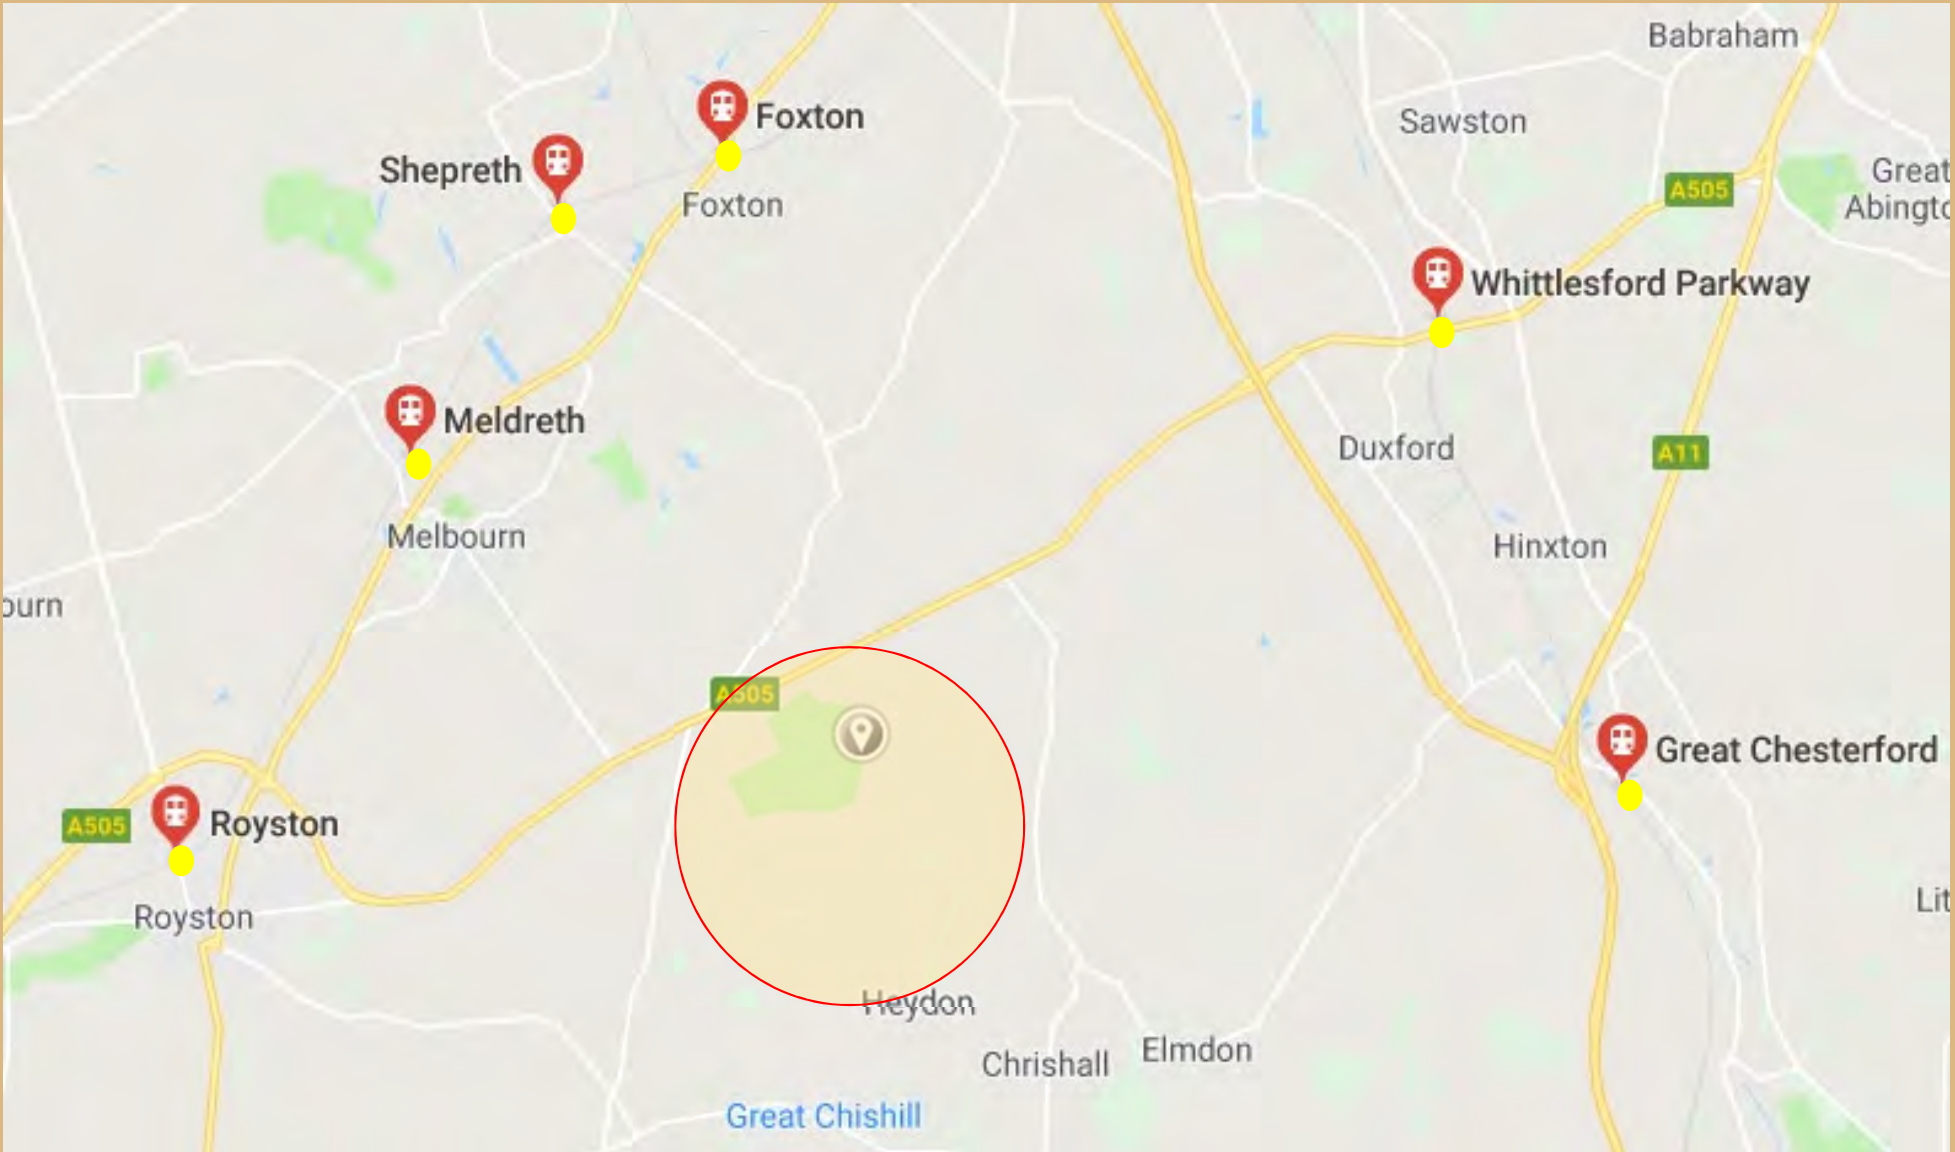 Babraham
Foxton
Sawston
Shepreth
Great
A505
Foxton
Abingto
Whittlesford Parkway
Meldreth
Duxford
A11
Melbourn
Hinxton
ourn
A505
Great Chesterford
Royston
A505
Lit
Royston
Heydon
Elmdon
Chrishall
Great Chishill